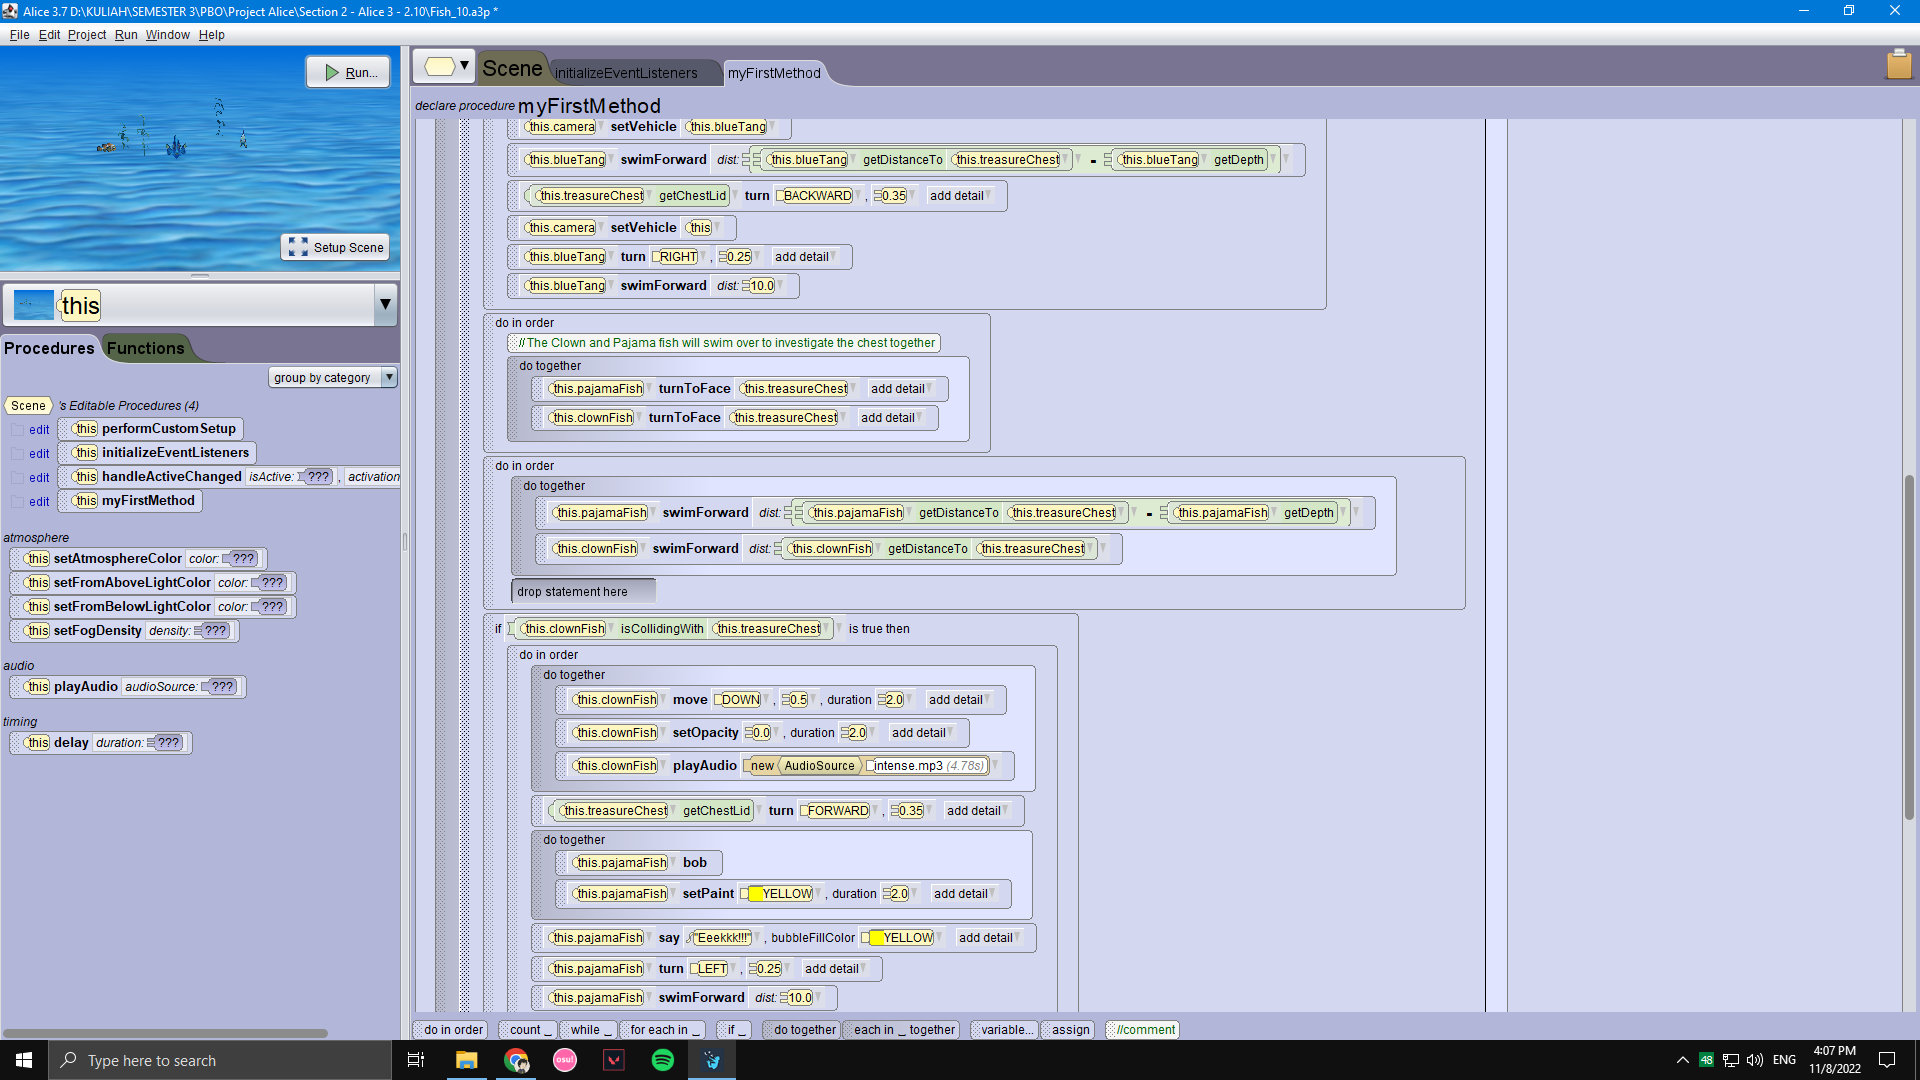 Alice 3.7 D:\KULIAH\SEMESTER 3\PBO\Project Alice\Section 2 - Alice 3 - 2.10\Fish_10.a3p *
File Edit Project Run Window Help
Run...
Setup Scene
this
Procedures Functions
group by category
Scene 's Editable Procedures (4)
edit this performCustomSetup
edit this initializeEventListeners
edit this handleActiveChanged isActive: ??? , activation
edit this myFirstMethod
atmosphere
this setAtmosphereColor color: ???
this setFromAboveLightColor color: ???
this setFromBelowLightColor color: ???
this setFogDensity density: ???
audio
this playAudio audioSource: ???
timing
this delay duration: ???
Scene initializeEventListeners myFirstMethod
declare procedure myFirstMethod
this.camera setVehicle this.blueTang
this.blueTang swimForward dist: this.blueTang getDistanceTo this.treasureChest - this.blueTang getDepth
this.treasureChest getChestLid turn BACKWARD , 0.35 add detail
this.camera setVehicle this
this.blueTang turn RIGHT , 0.25 add detail
this.blueTang swimForward dist: 10.0
do in order
//The Clown and Pajama fish will swim over to investigate the chest together
do together
this.pajamaFish turnToFace this.treasureChest add detail
this.clownFish turnToFace this.treasureChest add detail
do in order
do together
this.pajamaFish swimForward dist: this.pajamaFish getDistanceTo this.treasureChest - this.pajamaFish getDepth
this.clownFish swimForward dist: this.clownFish getDistanceTo this.treasureChest
drop statement here
if this.clownFish isCollidingWith this.treasureChest is true then
do in order
do together
this.clownFish move DOWN , 0.5 , duration 2.0 add detail
this.clownFish setOpacity 0.0 , duration 2.0 add detail
this.clownFish playAudio new AudioSource intense.mp3 (4.78s)
this.treasureChest getChestLid turn FORWARD , 0.35 add detail
do together
this.pajamaFish bob
this.pajamaFish setPaint YELLOW , duration 2.0 add detail
this.pajamaFish say "Eeekkk!!!" , bubbleFillColor YELLOW add detail
this.pajamaFish turn LEFT , 0.25 add detail
this.pajamaFish swimForward dist: 10.0
do in order count _ while _ for each in _ if _ do together each in _ together variable... assign //comment
Type here to search
osu!
48 ENG
4:07 PM
11/8/2022